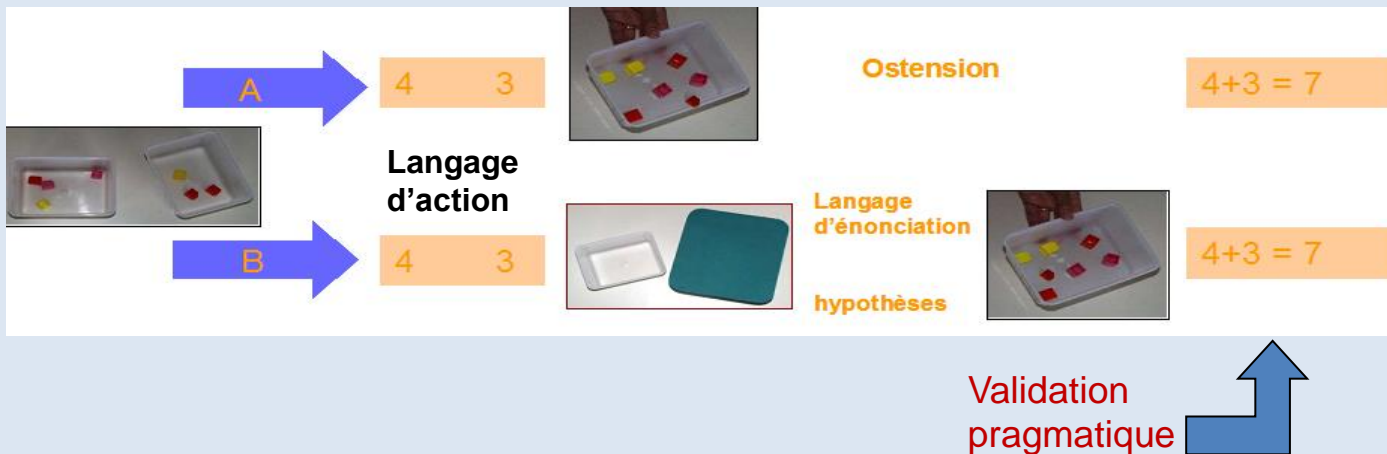 A
4 3
Ostension
4+3 = 7
Langage
d’action
B
4 3
Langage
d’énonciation
hypothèses
4+3 = 7
Validation
pragmatique